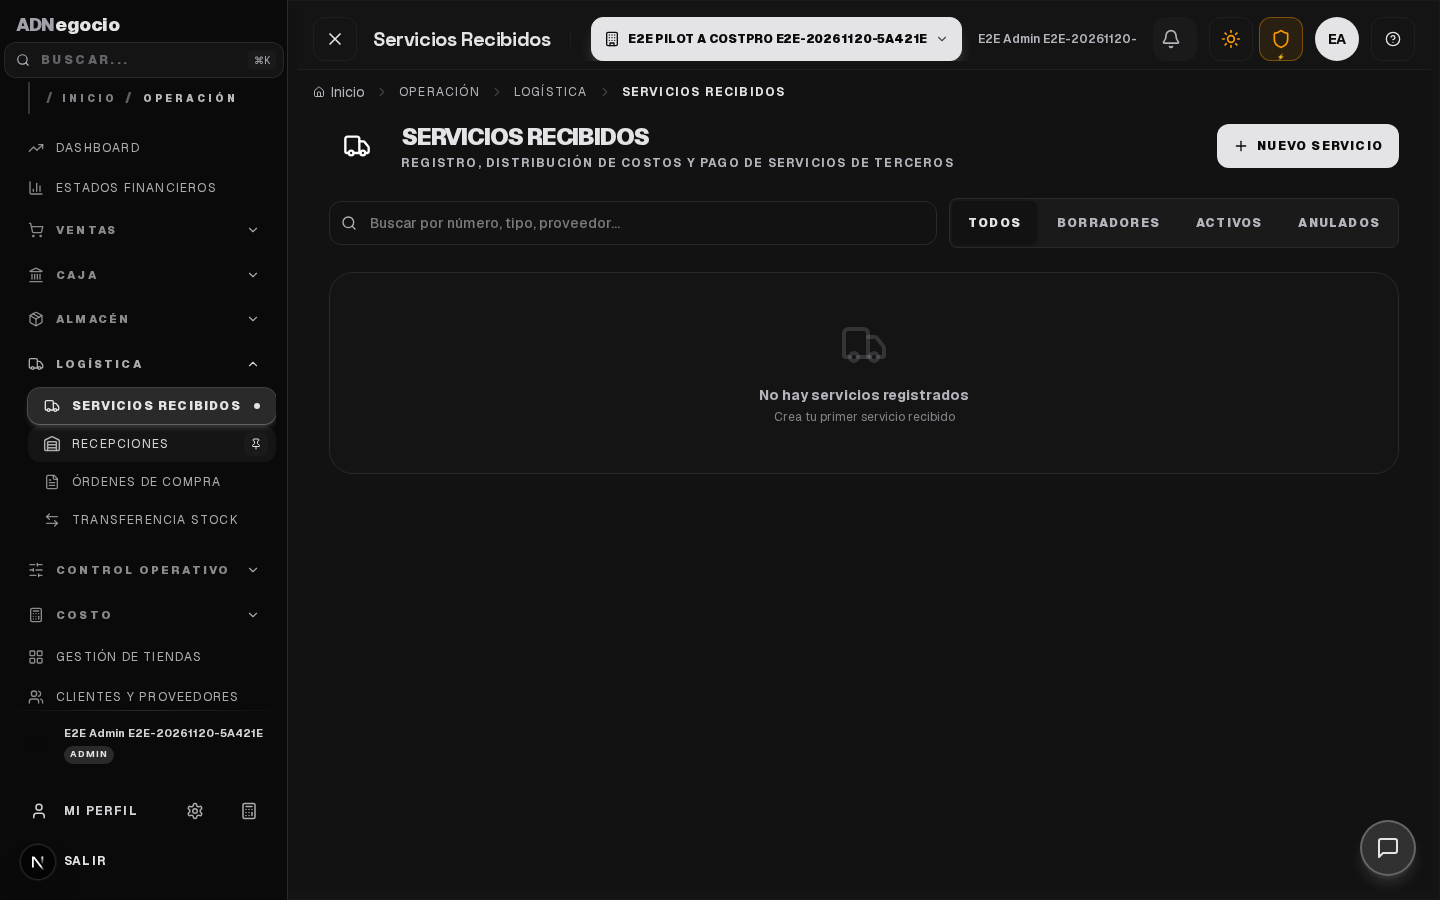 ADNegocio
BUSCAR...
⌘K
/ INICIO / OPERACIÓN
DASHBOARD
ESTADOS FINANCIEROS
VENTAS
CAJA
ALMACÉN
LOGÍSTICA
SERVICIOS RECIBIDOS
RECEPCIONES
ÓRDENES DE COMPRA
TRANSFERENCIA STOCK
CONTROL OPERATIVO
COSTO
GESTIÓN DE TIENDAS
CLIENTES Y PROVEEDORES
E2E Admin E2E-20261120-5A421E
ADMIN
MI PERFIL
SALIR
Servicios Recibidos
E2E PILOT A COSTPRO E2E-20261120-5A421E
E2E Admin E2E-20261120-
EA
Inicio > OPERACIÓN > LOGÍSTICA > SERVICIOS RECIBIDOS
SERVICIOS RECIBIDOS
REGISTRO, DISTRIBUCIÓN DE COSTOS Y PAGO DE SERVICIOS DE TERCEROS
NUEVO SERVICIO
Buscar por número, tipo, proveedor...
TODOS BORRADORES ACTIVOS ANULADOS
No hay servicios registrados
Crea tu primer servicio recibido